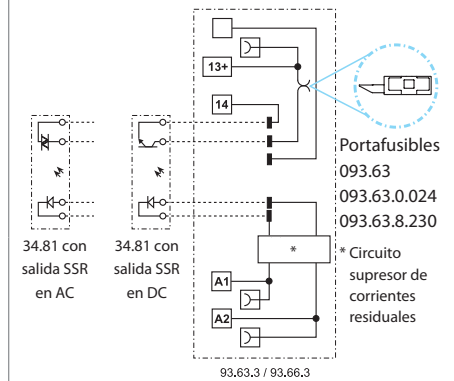 13+
14
Portafusibles
093.63
093.63.0.024
093.63.8.230
34.81 con
salida SSR
en AC
34.81 con
salida SSR
en DC
*
* Circuito
supresor de
corrientes
residuales
A1
A2
93.63.3 / 93.66.3